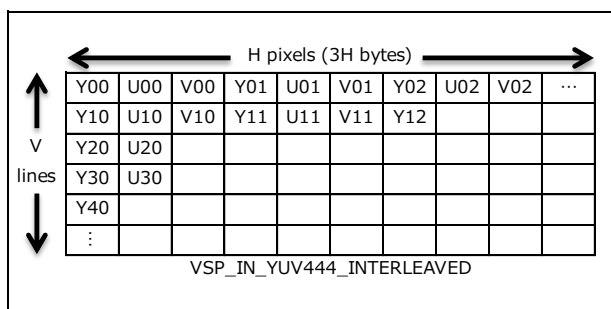 H pixels (3H bytes)
Y00 U00 V00 Y01 U01 V01 Y02 U02 V02 ...
Y10 U10 V10 Y11 U11 V11 Y12
V
Y20 U20
lines
Y30 U30
Y40
⋮
VSP_IN_YUV444_INTERLEAVED